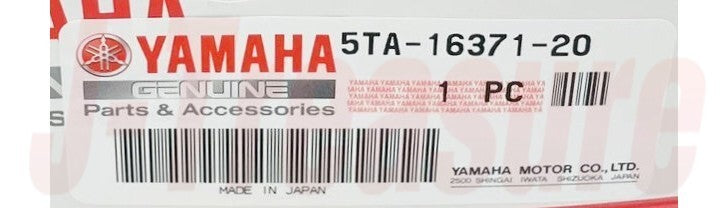 YAMAHA 5TA-16371-20
GENUINE
Parts & Accessories
1 PC
MADE IN JAPAN
YAMAHA MOTOR CO., LTD.
2500 SHINGAI IWATA SHIZUOKA JAPAN